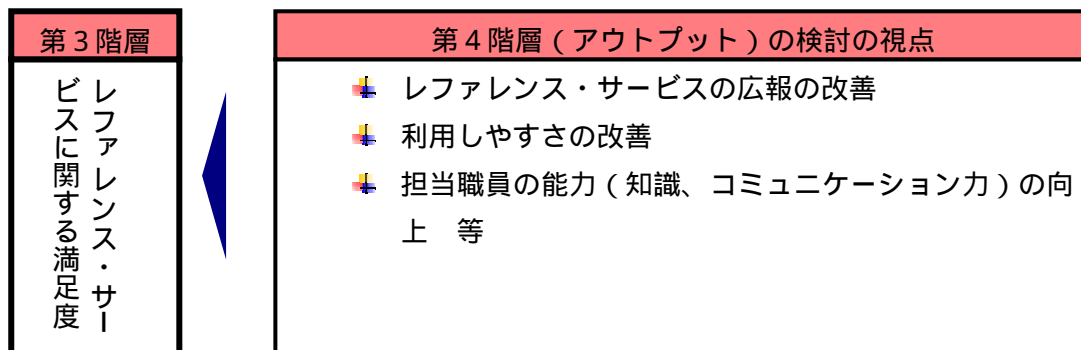 第３階層
レファレンス・サー
ビスに関する満足度
第４階層（アウトプット）の検討の視点
レファレンス・サービスの広報の改善
利用しやすさの改善
担当職員の能力（知識、コミュニケーション力）の向
上　等